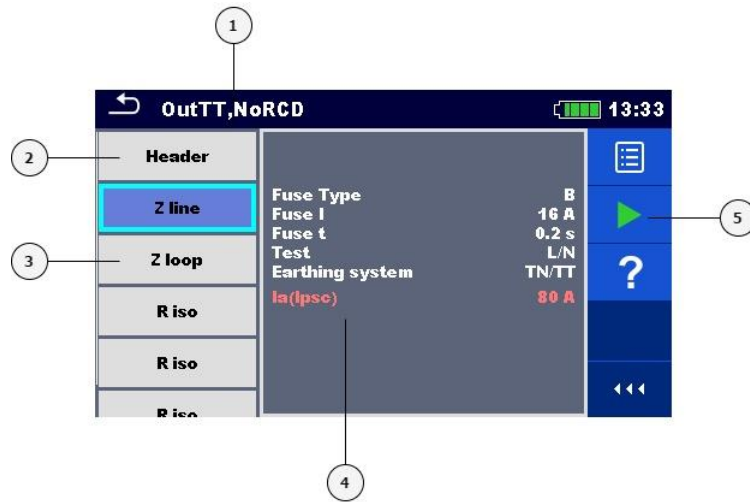 1
OutTT,NoRCD 13:33
2 Header
Z line
3 Z loop
R iso
R iso
R iso
Fuse Type B
Fuse I 16 A
Fuse t 0.2 s
Test L/N
Earthing system TN/TT
Ia(Ipsc) 80 A
?
5
4